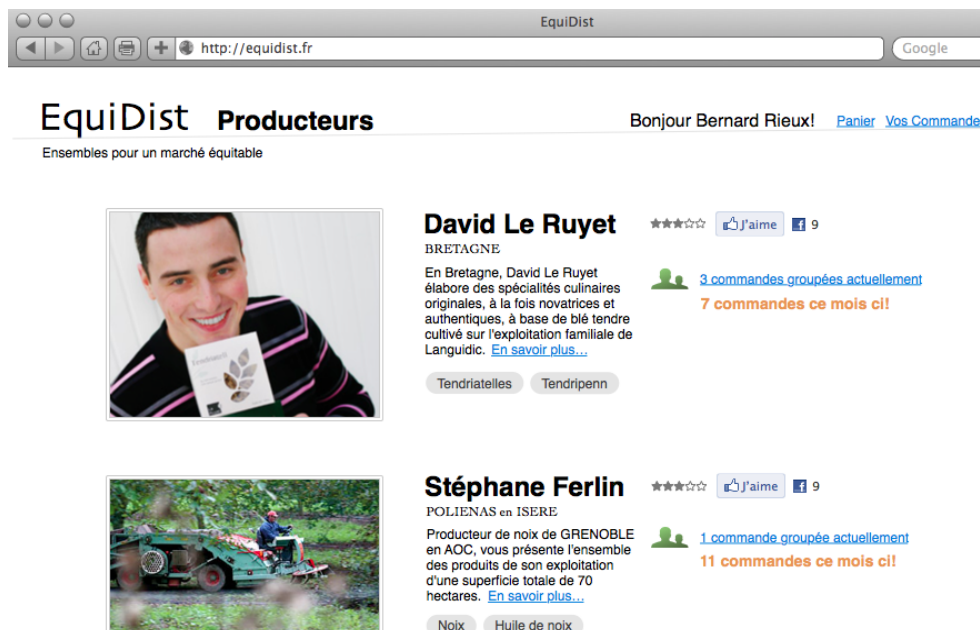 EquiDist
http://equidist.fr
Google
EquiDist Producteurs
Bonjour Bernard Rieux! Panier Vos Commande
Ensembles pour un marché équitable
David Le Ruyet
J'aime 9
BRETAGNE
En Bretagne, David Le Ruyet
élabore des spécialités culinaires
originales, à la fois novatrices et
authentiques, à base de blé tendre
cultivé sur l'exploitation familiale de
Languidic. En savoir plus...
3 commandes groupées actuellement
7 commandes ce mois ci!
Tendriatelles Tendripenn
Stéphane Ferlin
J'aime 9
POLIENAS en ISERE
Producteur de noix de GRENOBLE
en AOC, vous présente l'ensemble
des produits de son exploitation
d'une superficie totale de 70
hectares. En savoir plus...
1 commande groupée actuellement
11 commandes ce mois ci!
Noix Huile de noix